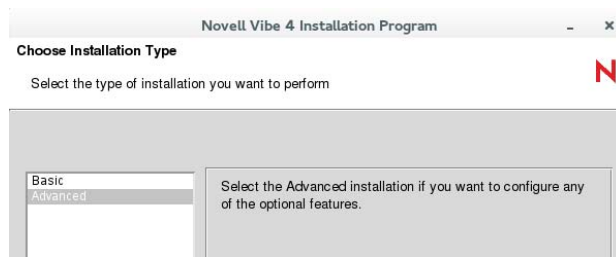 Novell Vibe 4 Installation Program
Choose Installation Type
Select the type of installation you want to perform
N
Basic
Advanced
Select the Advanced installation if you want to configure any
of the optional features.